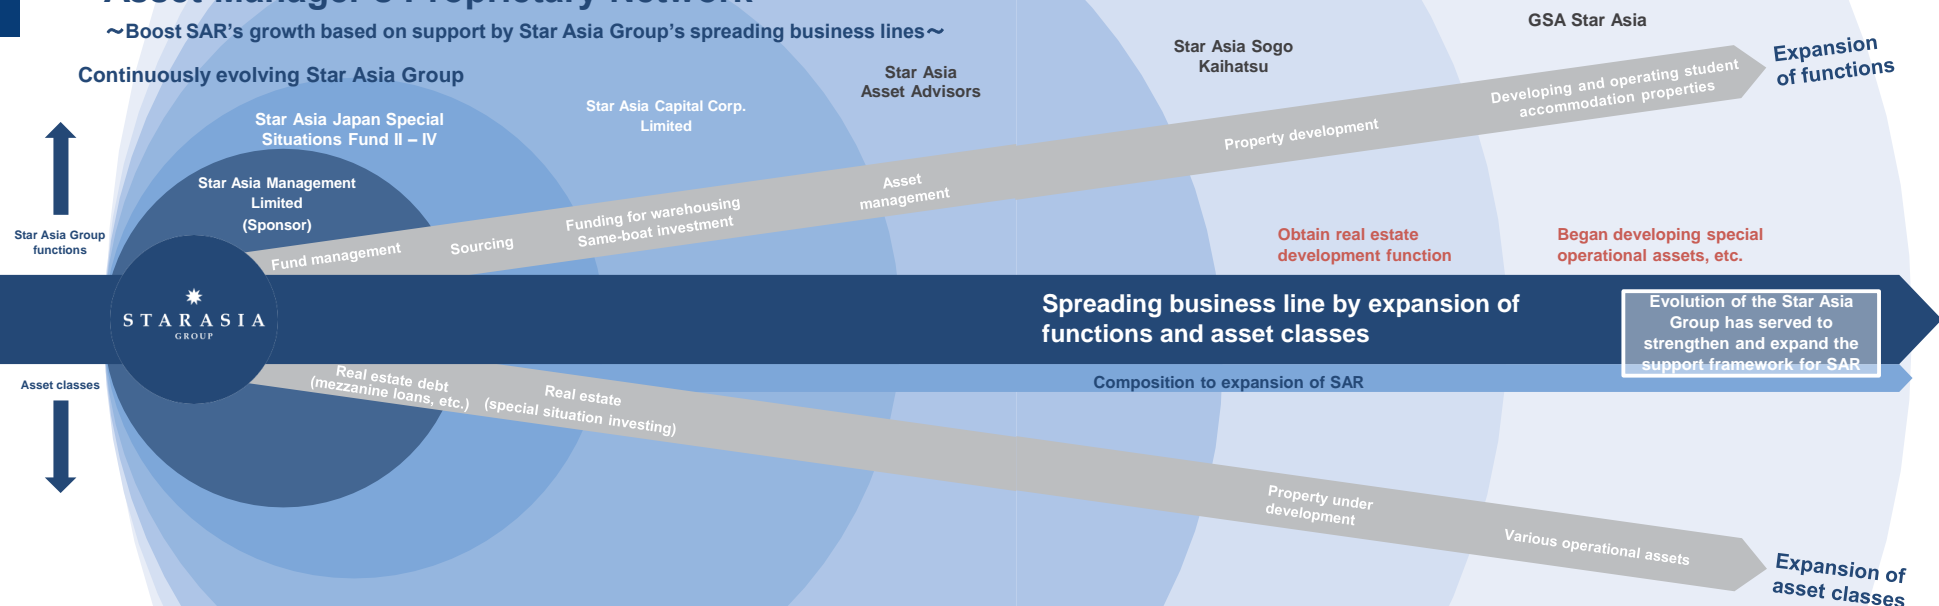 Asset Manager's Proprietary Network
～Boost SAR's growth based on support by Star Asia Group's spreading business lines～
Continuously evolving Star Asia Group
GSA Star Asia
Star Asia Sogo
Kaihatsu
Star Asia
Asset Advisors
Star Asia Capital Corp.
Limited
Star Asia Japan Special
Situations Fund II – IV
Star Asia Management
Limited
(Sponsor)
Expansion
of functions
Developing and operating student
accommodation properties
Property development
Asset
management
Funding for warehousing
Same-boat investment
Sourcing
Fund management
Star Asia Group
functions
Obtain real estate
development function
Began developing special
operational assets, etc.
STARASIA
GROUP
Spreading business line by expansion of
functions and asset classes
Evolution of the Star Asia
Group has served to
strengthen and expand the
support framework for SAR
Composition to expansion of SAR
Asset classes
Real estate debt
(mezzanine loans, etc.)
Real estate
(special situation investing)
Property under
development
Various operational assets
Expansion of
asset classes